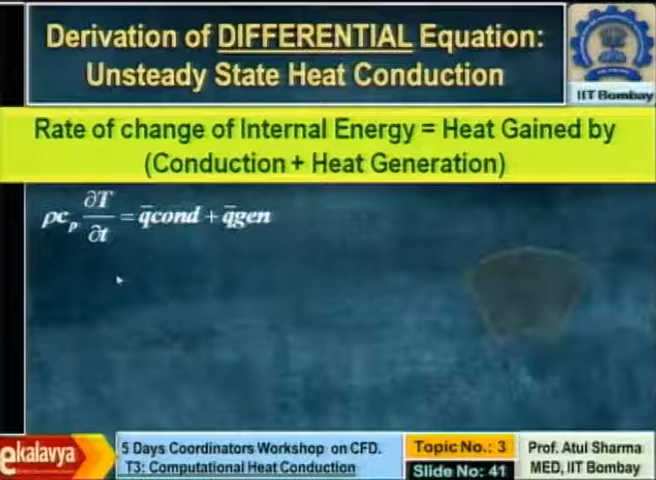 Derivation of DIFFERENTIAL Equation:
Unsteady State Heat Conduction
IIT Bombay
Rate of change of Internal Energy = Heat Gained by
(Conduction + Heat Generation)
ρc_p ∂T/∂t = q̄cond + q̄gen
ekalavya
5 Days Coordinators Workshop on CFD.
T3: Computational Heat Conduction
Topic No.: 3
Slide No: 41
Prof. Atul Sharma
MED, IIT Bombay